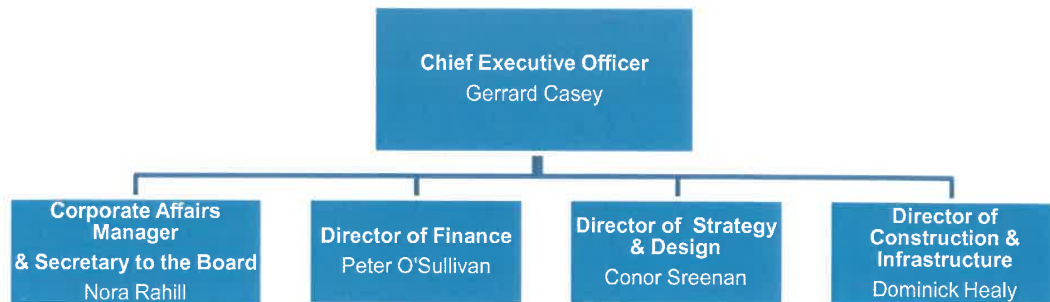 Chief Executive Officer
Gerrard Casey
Corporate Affairs
Manager
& Secretary to the Board
Nora Rahill
Director of Finance
Peter O'Sullivan
Director of Strategy
& Design
Conor Sreenan
Director of
Construction &
Infrastructure
Dominick Healy